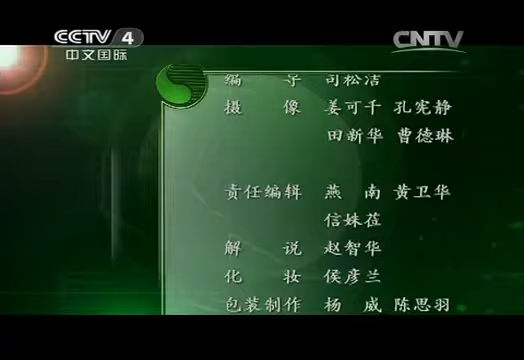 CCTV 4
中文国际
CNTV
编 导 司松洁
摄 像 姜可千 孔宪静
田新华 曹德琳
责任编辑 燕 南 黄卫华
信姝莅
解 说 赵智华
化 妆 侯彦兰
包装制作 杨 威 陈思羽